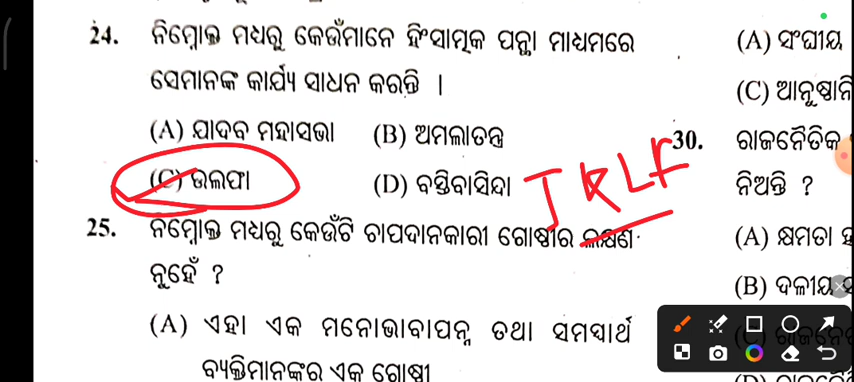 24. ନିମ୍ନୋକ୍ତ ମଧ୍ୟରୁ କେଉଁମାନେ ହିଂସାତ୍ମକ ପନ୍ଥା ମାଧ୍ୟମରେ
ସେମାନଙ୍କ କାର୍ଯ୍ୟ ସାଧନ କରନ୍ତି ।
(A) ଯାଦବ ମହାସଭା (B) ଅମଲାତନ୍ତ୍ର
(C) ଉଲଫା (D) ବସ୍ତିବାସିନ୍ଦା
JKLF
25. ନିମ୍ନୋକ୍ତ ମଧ୍ୟରୁ କେଉଁଟି ଚାପଦାନକାରୀ ଗୋଷ୍ଠୀର ଲକ୍ଷଣ
ନୁହେଁ ?
(A) ଏହା ଏକ ମନୋଭାବାପନ୍ନ ତଥା ସମସ୍ୱାର୍ଥ
ବ୍ୟକ୍ତିମାନଙ୍କର ଏକ ଗୋଷ୍ଠୀ
(A) ସଂଘୀୟ
(C) ଆନୁଷ୍ଠାନି
30. ରାଜନୈତିକ
ନିଅନ୍ତି ?
(A) କ୍ଷମତା
(B) ଦଳୀୟ